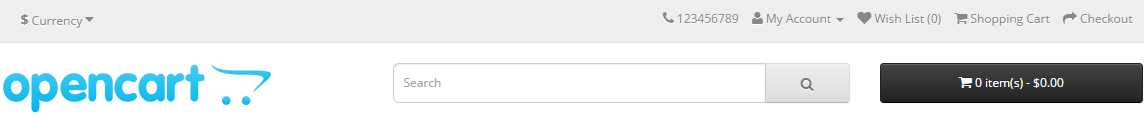 $ Currency 123456789 My Account Wish List (0) Shopping Cart Checkout
opencart Search 0 item(s) - $0.00